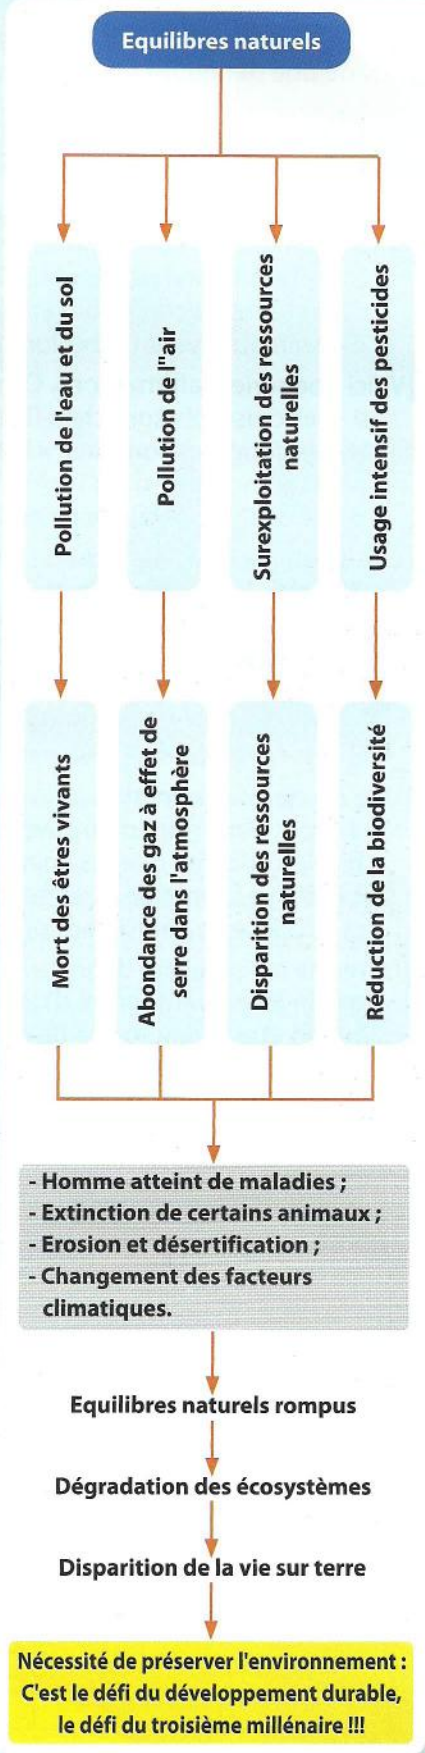 Equilibres naturels
Pollution de l'eau et du sol
Pollution de l"air
Surexploitation des ressources
naturelles
Usage intensif des pesticides
Mort des êtres vivants
Abondance des gaz à effet de
serre dans l'atmosphère
Disparition des ressources
naturelles
Réduction de la biodiversité
- Homme atteint de maladies ;
- Extinction de certains animaux ;
- Erosion et désertification ;
- Changement des facteurs
climatiques.
Equilibres naturels rompus
Dégradation des écosystèmes
Disparition de la vie sur terre
Nécessité de préserver l'environnement :
C'est le défi du développement durable,
le défi du troisième millénaire !!!